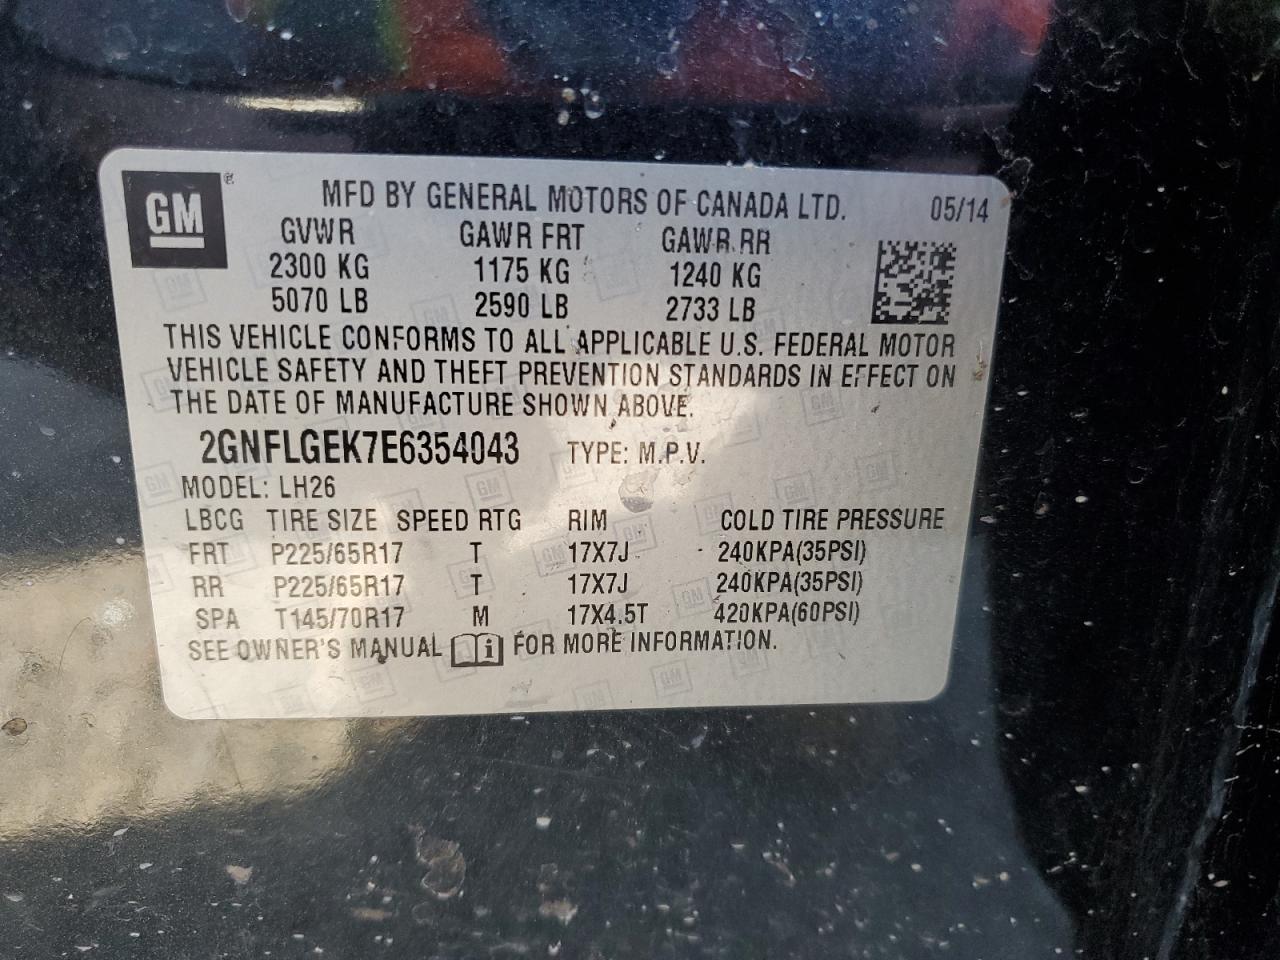 GM ® MFD BY GENERAL MOTORS OF CANADA LTD. 05/14
GVWR GAWR FRT GAWR RR
2300 KG 1175 KG 1240 KG
5070 LB 2590 LB 2733 LB
THIS VEHICLE CONFORMS TO ALL APPLICABLE U.S. FEDERAL MOTOR
VEHICLE SAFETY AND THEFT PREVENTION STANDARDS IN EFFECT ON
THE DATE OF MANUFACTURE SHOWN ABOVE.
2GNFLGEK7E6354043 TYPE: M.P.V.
MODEL: LH26
LBCG TIRE SIZE SPEED RTG RIM COLD TIRE PRESSURE
FRT P225/65R17 T 17X7J 240KPA(35PSI)
RR P225/65R17 T 17X7J 240KPA(35PSI)
SPA T145/70R17 M 17X4.5T 420KPA(60PSI)
SEE OWNER'S MANUAL i FOR MORE INFORMATION.